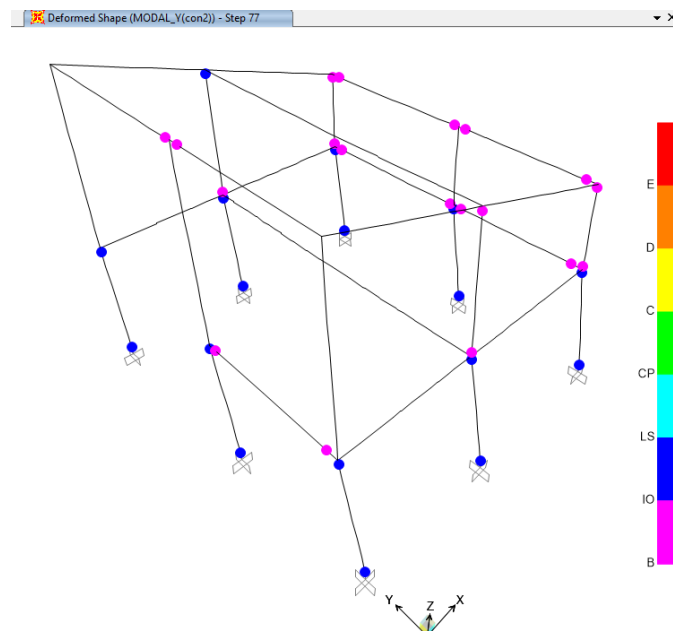 Deformed Shape (MODAL_Y(con2)) - Step 77
E
D
C
CP
LS
IO
B
Y
Z
X